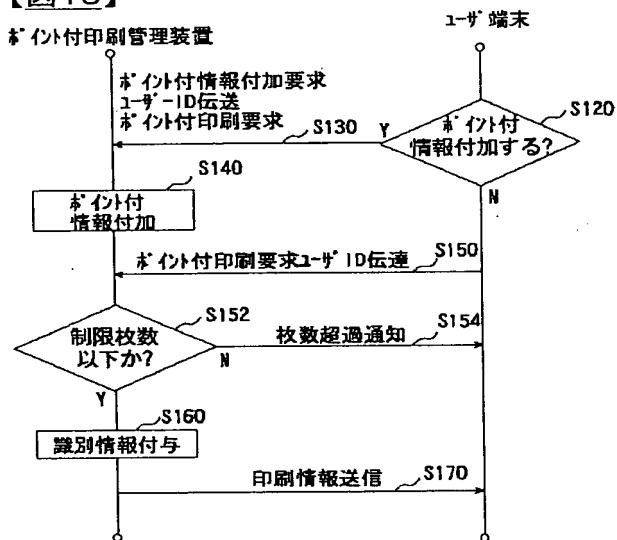 ポイント付印刷管理装置
ユーザ端末
ポイント付情報付加要求
ユーザーID伝送
ポイント付印刷要求
S130
Y
ポイント付
情報付加する?
S120
N
S140
ポイント付
情報付加
ポイント付印刷要求ユーザID伝達
S150
制限枚数
以下か?
S152
N
枚数超過通知
S154
Y
S160
識別情報付与
印刷情報送信
S170